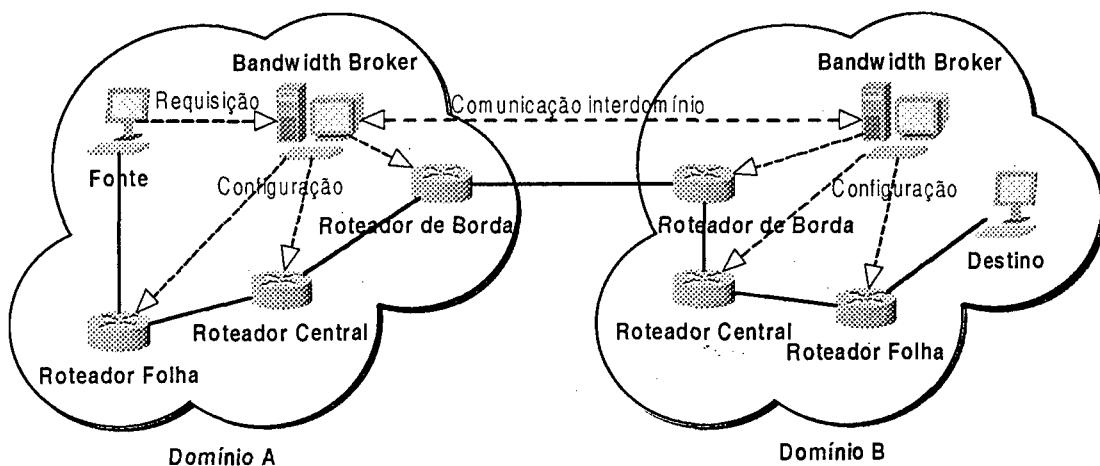 Bandwidth Broker
Bandwidth Broker
Requisição
Comunicação interdomínio
Fonte
Configuração
Configuração
Roteador de Borda
Roteador de Borda
Destino
Roteador Central
Roteador Central
Roteador Folha
Roteador Folha
Domínio A
Domínio B